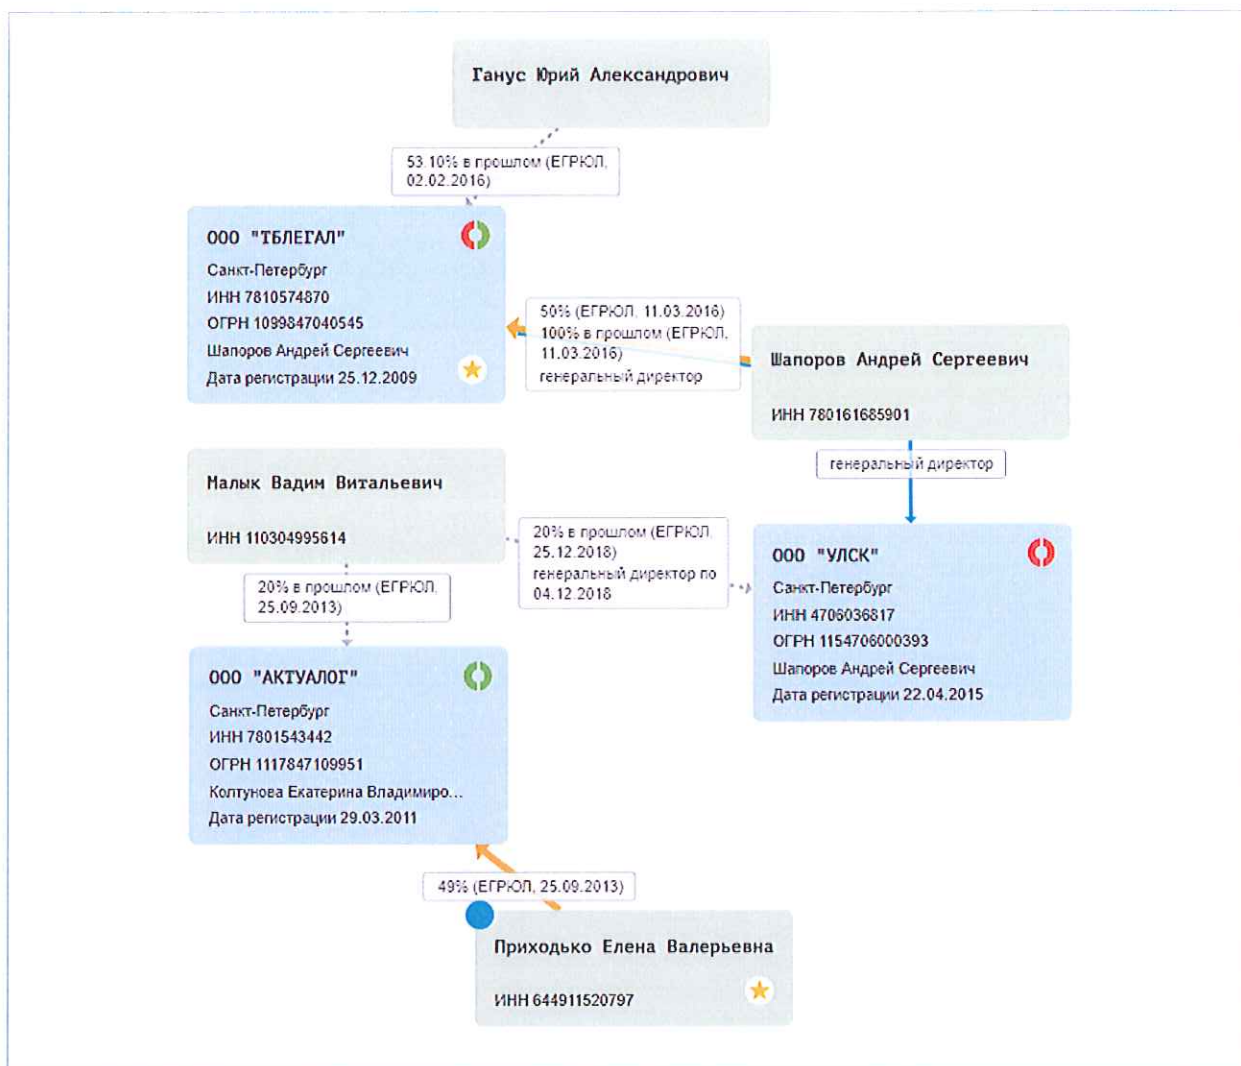 Ганус Юрий Александрович
53.10% в прошлом (ЕГРЮЛ,
02.02.2016)
ООО "ТБЛЕГАЛ"
Санкт-Петербург
ИНН 7810574870
ОГРН 1099847040545
Шапоров Андрей Сергеевич
Дата регистрации 25.12.2009
50% (ЕГРЮЛ, 11.03.2016)
100% в прошлом (ЕГРЮЛ,
11.03.2016)
генеральный директор
Шапоров Андрей Сергеевич
ИНН 780161685901
генеральный директор
Малык Вадим Витальевич
ИНН 110304995614
20% в прошлом (ЕГРЮЛ,
25.12.2018)
генеральный директор по
04.12.2018
20% в прошлом (ЕГРЮЛ,
25.09.2013)
ООО "УЛСК"
Санкт-Петербург
ИНН 4706036817
ОГРН 1154706000393
Шапоров Андрей Сергеевич
Дата регистрации 22.04.2015
ООО "АКТУАЛОГ"
Санкт-Петербург
ИНН 7801543442
ОГРН 1117847109951
Колтунова Екатерина Владимиро...
Дата регистрации 29.03.2011
49% (ЕГРЮЛ, 25.09.2013)
Приходько Елена Валерьевна
ИНН 644911520797